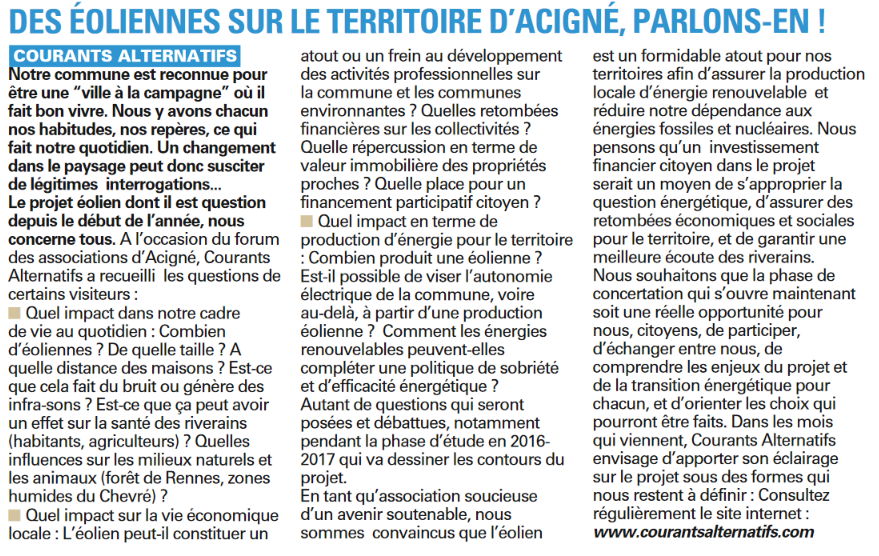 DES ÉOLIENNES SUR LE TERRITOIRE D'ACIGNÉ, PARLONS-EN !
COURANTS ALTERNATIFS
Notre commune est reconnue pour
être une "ville à la campagne" où il
fait bon vivre. Nous y avons chacun
nos habitudes, nos repères, ce qui
fait notre quotidien. Un changement
dans le paysage peut donc susciter
de légitimes interrogations...
Le projet éolien dont il est question
depuis le début de l'année, nous
concerne tous. A l'occasion du forum
des associations d'Acigné, Courants
Alternatifs a recueilli les questions de
certains visiteurs :
Quel impact dans notre cadre
de vie au quotidien : Combien
d'éoliennes ? De quelle taille ? A
quelle distance des maisons ? Est-ce
que cela fait du bruit ou génère des
infra-sons ? Est-ce que ça peut avoir
un effet sur la santé des riverains
(habitants, agriculteurs) ? Quelles
influences sur les milieux naturels et
les animaux (forêt de Rennes, zones
humides du Chevré) ?
Quel impact sur la vie économique
locale : L'éolien peut-il constituer un
atout ou un frein au développement
des activités professionnelles sur
la commune et les communes
environnantes ? Quelles retombées
financières sur les collectivités ?
Quelle répercussion en terme de
valeur immobilière des propriétés
proches ? Quelle place pour un
financement participatif citoyen ?
Quel impact en terme de
production d'énergie pour le territoire
: Combien produit une éolienne ?
Est-il possible de viser l'autonomie
électrique de la commune, voire
au-delà, à partir d'une production
éolienne ? Comment les énergies
renouvelables peuvent-elles
compléter une politique de sobriété
et d'efficacité énergétique ?
Autant de questions qui seront
posées et débattues, notamment
pendant la phase d'étude en 2016-
2017 qui va dessiner les contours du
projet.
En tant qu'association soucieuse
d'un avenir soutenable, nous
sommes convaincus que l'éolien
est un formidable atout pour nos
territoires afin d'assurer la production
locale d'énergie renouvelable et
réduire notre dépendance aux
énergies fossiles et nucléaires. Nous
pensons qu'un investissement
financier citoyen dans le projet
serait un moyen de s'approprier la
question énergétique, d'assurer des
retombées économiques et sociales
pour le territoire, et de garantir une
meilleure écoute des riverains.
Nous souhaitons que la phase de
concertation qui s'ouvre maintenant
soit une réelle opportunité pour
nous, citoyens, de participer,
d'échanger entre nous, de
comprendre les enjeux du projet et
de la transition énergétique pour
chacun, et d'orienter les choix qui
pourront être faits. Dans les mois
qui viennent, Courants Alternatifs
envisage d'apporter son éclairage
sur le projet sous des formes qui
nous restent à définir : Consultez
régulièrement le site internet :
www.courantsalternatifs.com